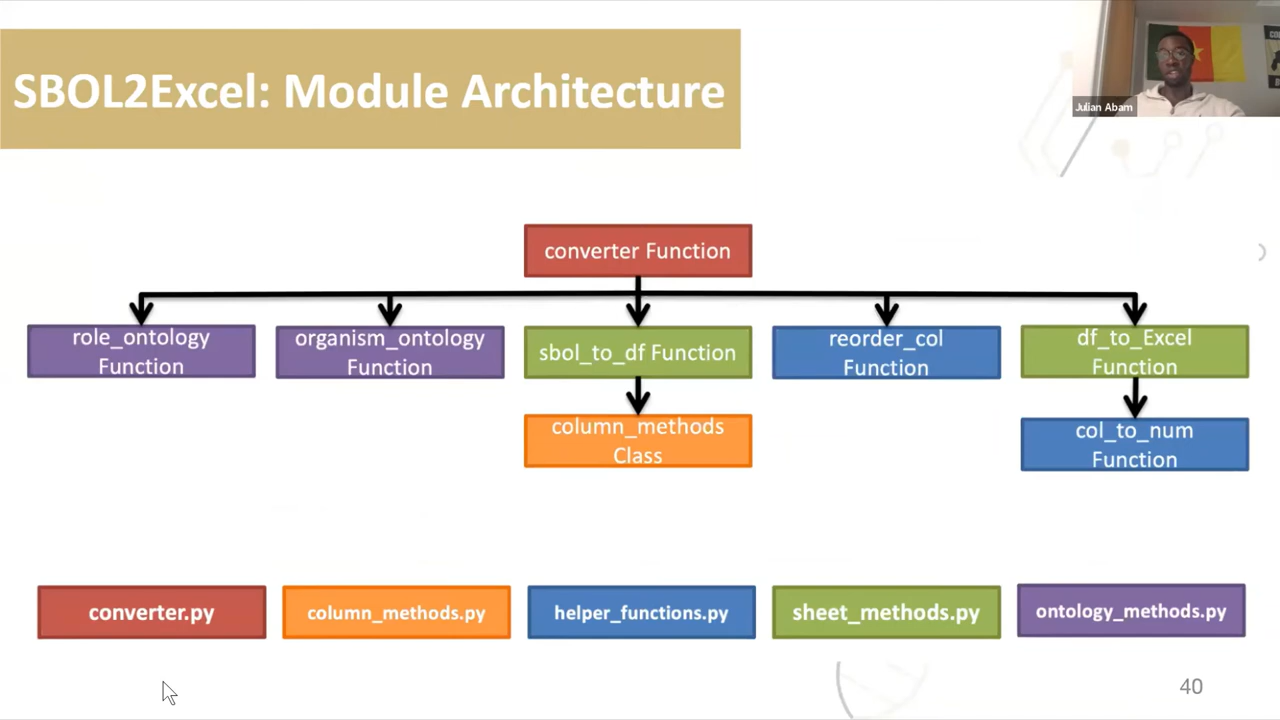 SBOL2Excel: Module Architecture
Julian Abam
converter Function
role_ontology
Function
organism_ontology
Function
sbol_to_df Function
reorder_col
Function
df_to_Excel
Function
column_methods
Class
col_to_num
Function
converter.py
column_methods.py
helper_functions.py
sheet_methods.py
ontology_methods.py
40